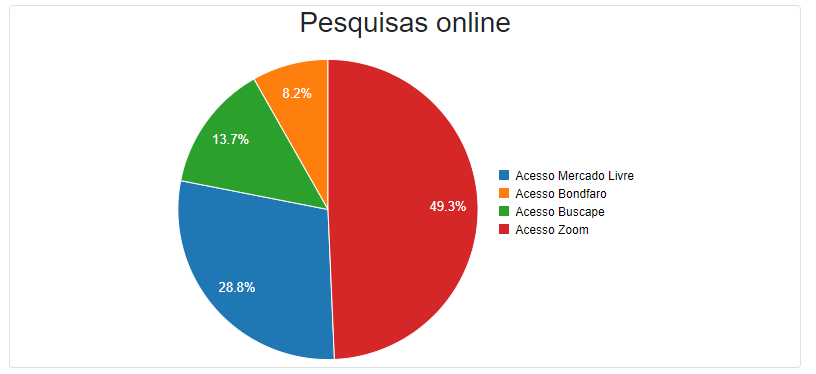 Pesquisas online
8.2%
13.7%
49.3%
28.8%
Acesso Mercado Livre
Acesso Bondfaro
Acesso Buscape
Acesso Zoom